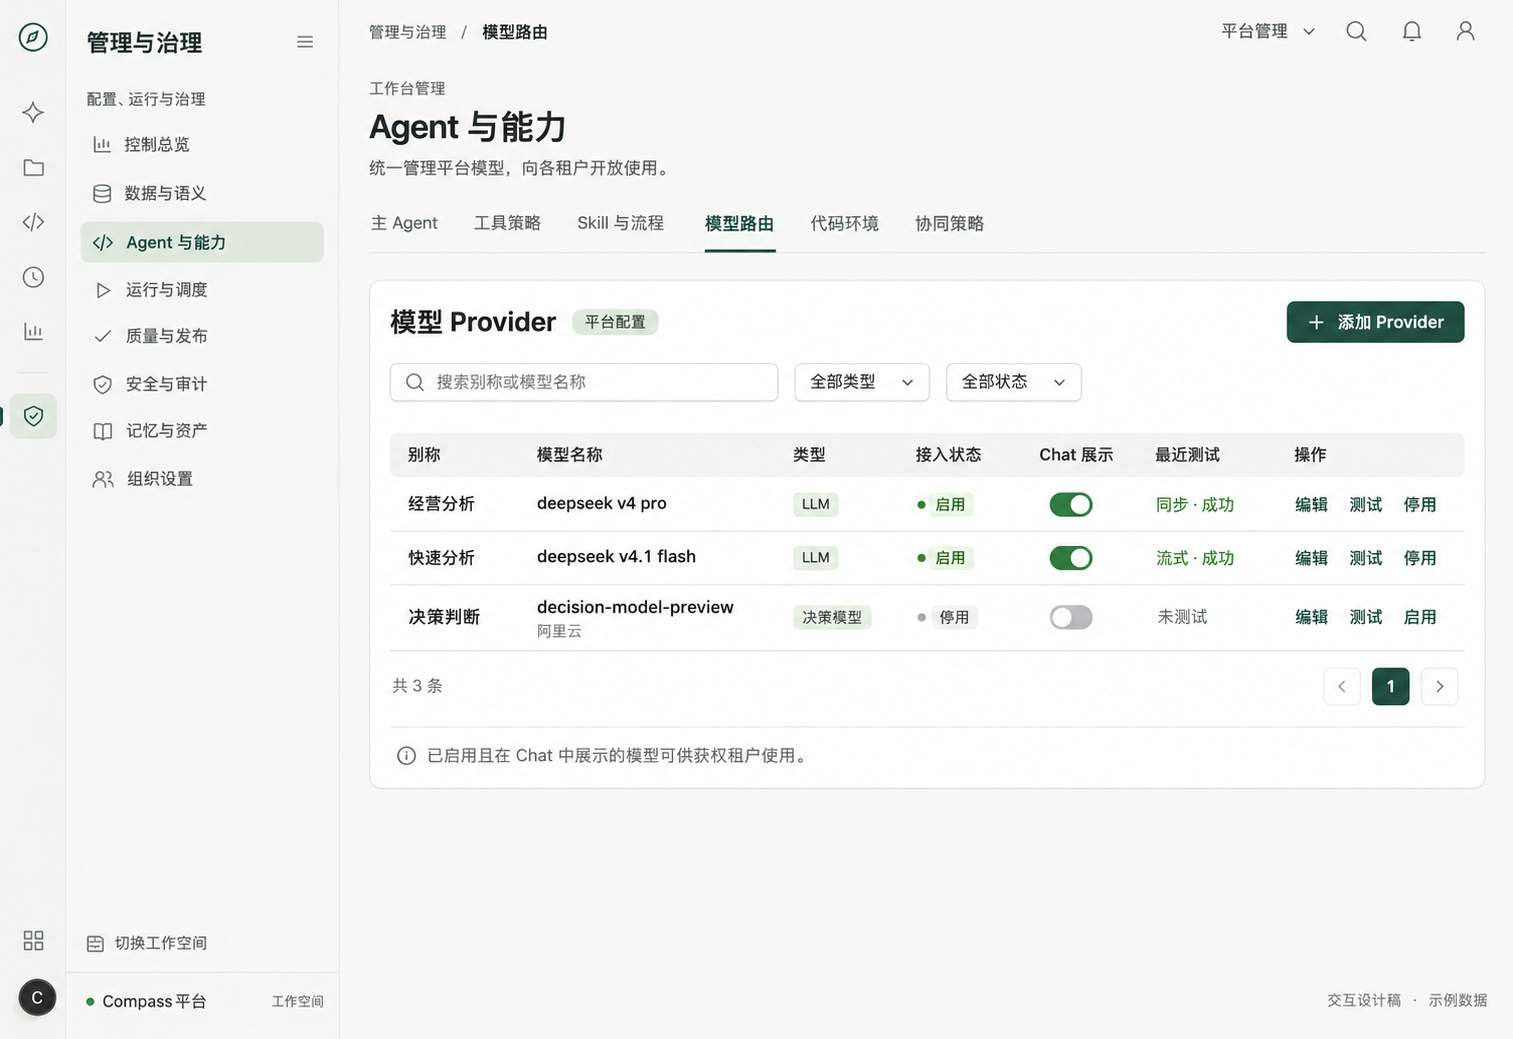 管理与治理
配置、运行与治理
控制总览
数据与语义
Agent 与能力
运行与调度
质量与发布
安全与审计
记忆与资产
组织设置
切换工作空间
C
Compass 平台 工作空间
管理与治理 / 模型路由
平台管理
工作台管理
Agent 与能力
统一管理平台模型，向各租户开放使用。
主 Agent 工具策略 Skill 与流程 模型路由 代码环境 协同策略
模型 Provider 平台配置 + 添加 Provider
搜索别称或模型名称 全部类型 全部状态
别称 模型名称 类型 接入状态 Chat 展示 最近测试 操作
经营分析 deepseek v4 pro LLM 启用 同步 · 成功 编辑 测试 停用
快速分析 deepseek v4.1 flash LLM 启用 流式 · 成功 编辑 测试 停用
决策判断 decision-model-preview 决策模型 停用 未测试 编辑 测试 启用
阿里云
共 3 条 1
已启用且在 Chat 中展示的模型可供获权租户使用。
交互设计稿 · 示例数据